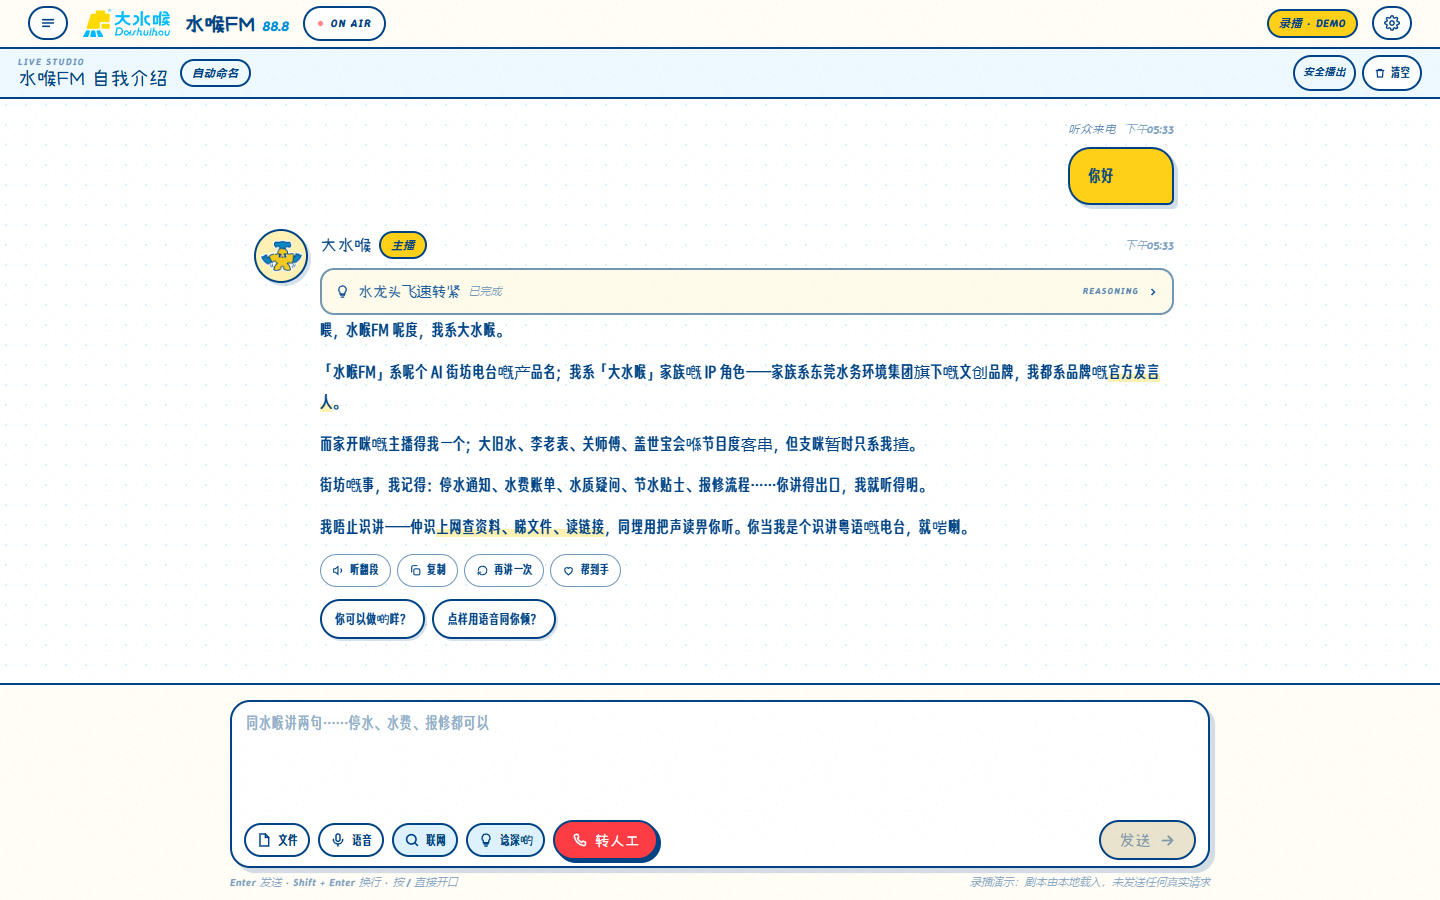 大水喉
Dashuihou
水喉FM 88.8
ON AIR
录播 · DEMO
LIVE STUDIO
水喉FM 自我介绍
自动命名
安全播出
清空
听众来电 下午05:33
你好
大水喉 主播 下午05:33
水龙头飞速转紧 已完成 REASONING
喂，水喉FM 呢度，我系大水喉。
「水喉FM」系呢个 AI 街坊电台嘅产品名；我系「大水喉」家族嘅 IP 角色——家族系东莞水务环境集团旗下嘅文创品牌，我都系品牌嘅官方发言
人。
而家开咪嘅主播得我一个；大旧水、李老表、关师傅、盖世宝会喺节目度客串，但支咪暂时只系我揸。
街坊嘅事，我记得：停水通知、水费账单、水质疑问、节水贴士、报修流程……你讲得出口，我就听得明。
我唔止识讲——仲识上网查资料、睇文件、读链接，同埋用把声读畀你听。你当我是个识讲粤语嘅电台，就啱喇。
听翻段 复制 再讲一次 帮到手
你可以做啲咩？ 点样用语音同你倾？
同水喉讲两句……停水、水费、报修都可以
文件 语音 联网 谂深啲 转人工 发送
Enter 发送 · Shift + Enter 换行 · 按 / 直接开口
录播演示：剧本由本地载入，未发送任何真实请求